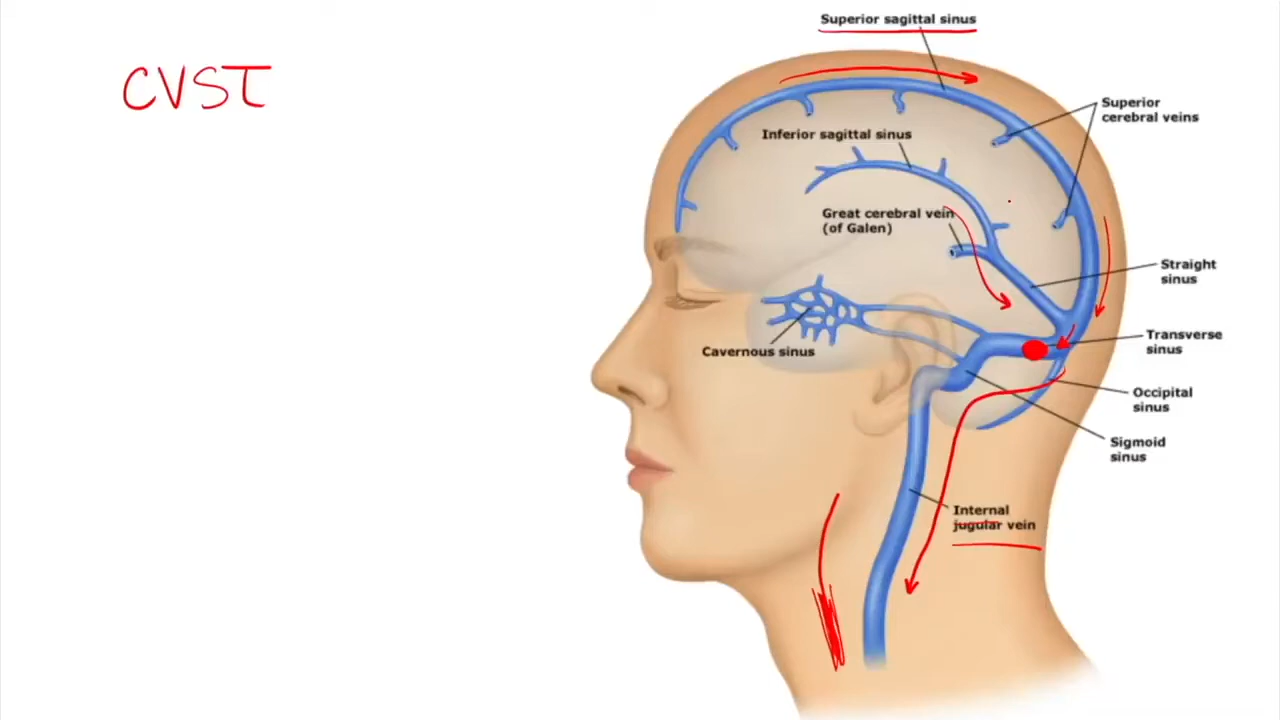 CVST
Superior sagittal sinus
Superior
cerebral veins
Inferior sagittal sinus
Great cerebral vein
(of Galen)
Straight
sinus
Transverse
sinus
Cavernous sinus
Occipital
sinus
Sigmoid
sinus
Internal
jugular vein